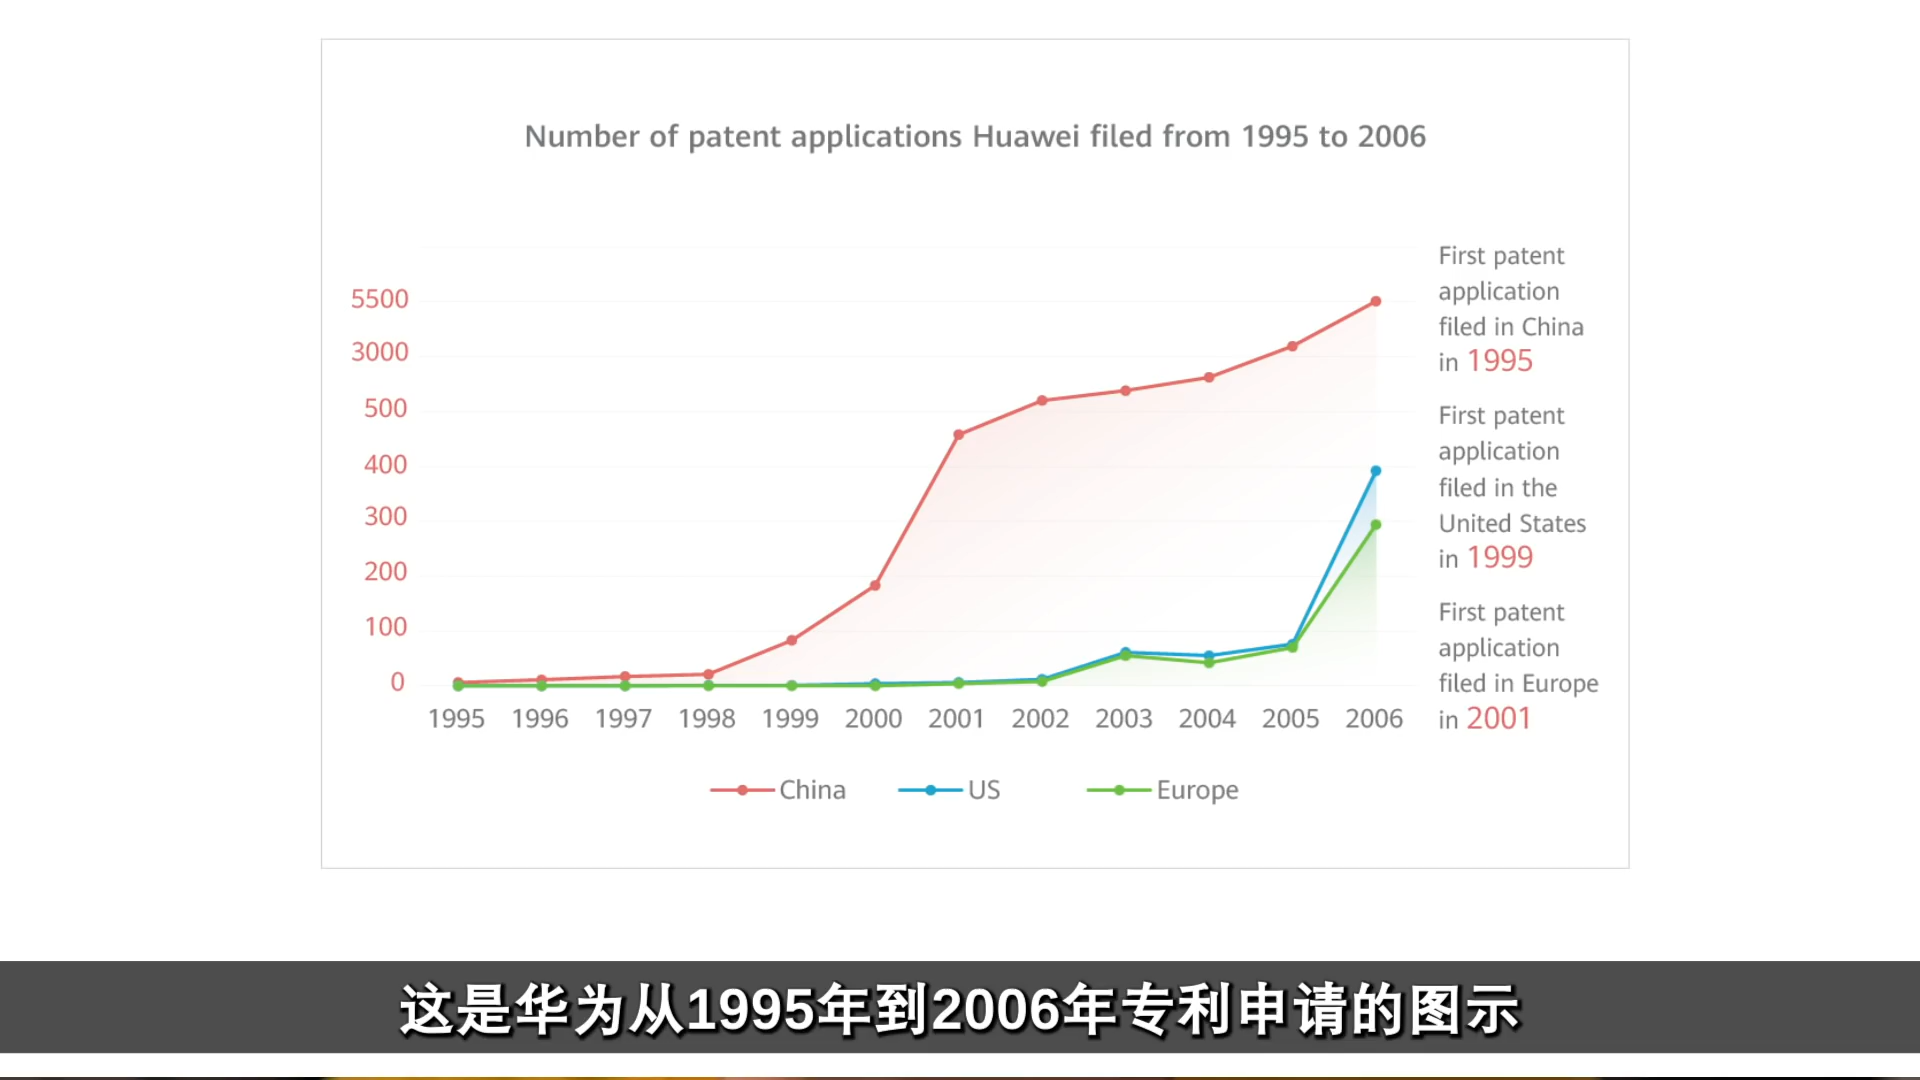 Number of patent applications Huawei filed from 1995 to 2006
5500
3000
500
400
300
200
100
0
1995 1996 1997 1998 1999 2000 2001 2002 2003 2004 2005 2006
China US Europe
First patent
application
filed in China
in 1995
First patent
application
filed in the
United States
in 1999
First patent
application
filed in Europe
in 2001
这是华为从1995年到2006年专利申请的图示